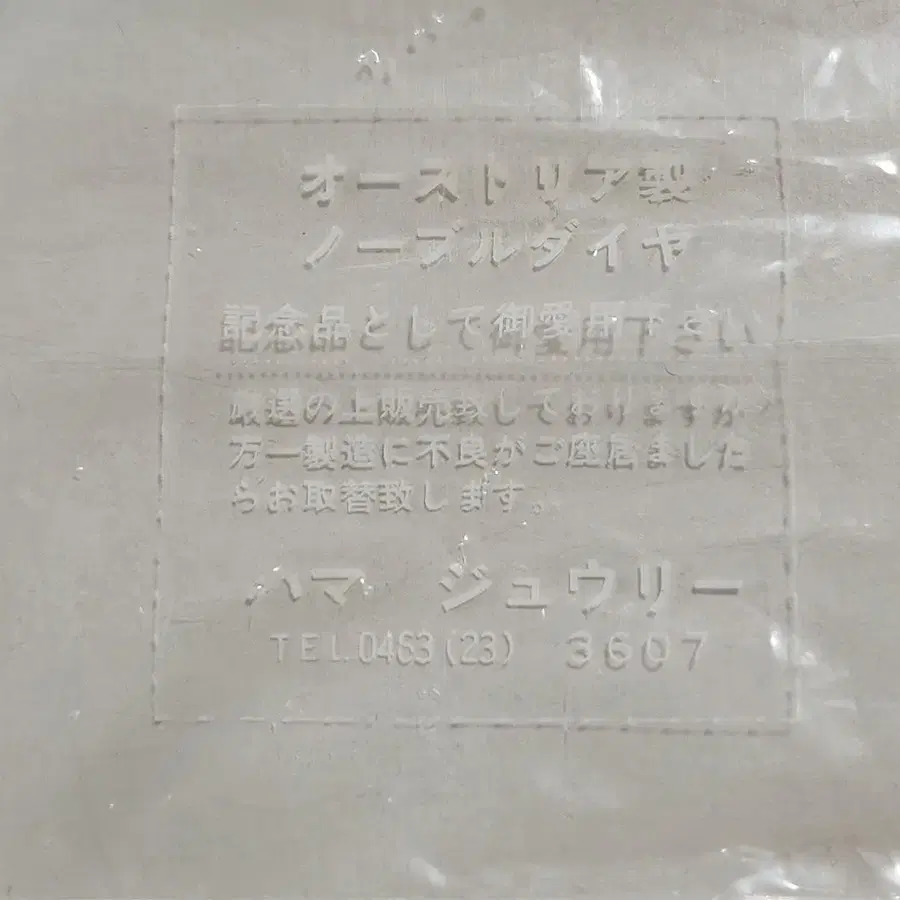 オーストリア製
ノーブルダイヤ
記念品として御愛用下さい
厳選の上販売致しておりますが
万一製造に不良がご座居ました
らお取替致します。
ハマ ジュウリー
TEL.0463(23) 3607